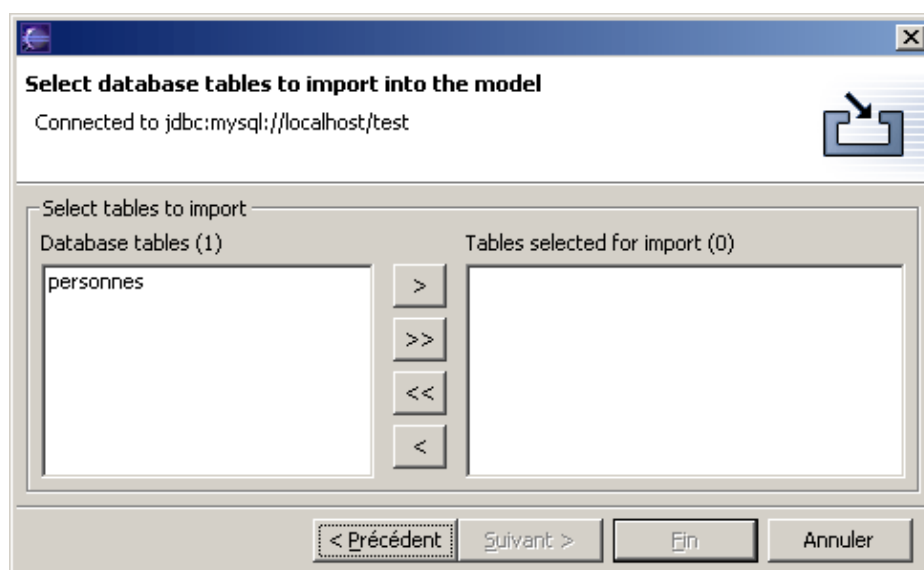 Select database tables to import into the model
Connected to jdbc:mysql://localhost/test
Select tables to import
Database tables (1)
Tables selected for import (0)
personnes
>
>>
<<
<
< Précédent
Suivant >
Fin
Annuler